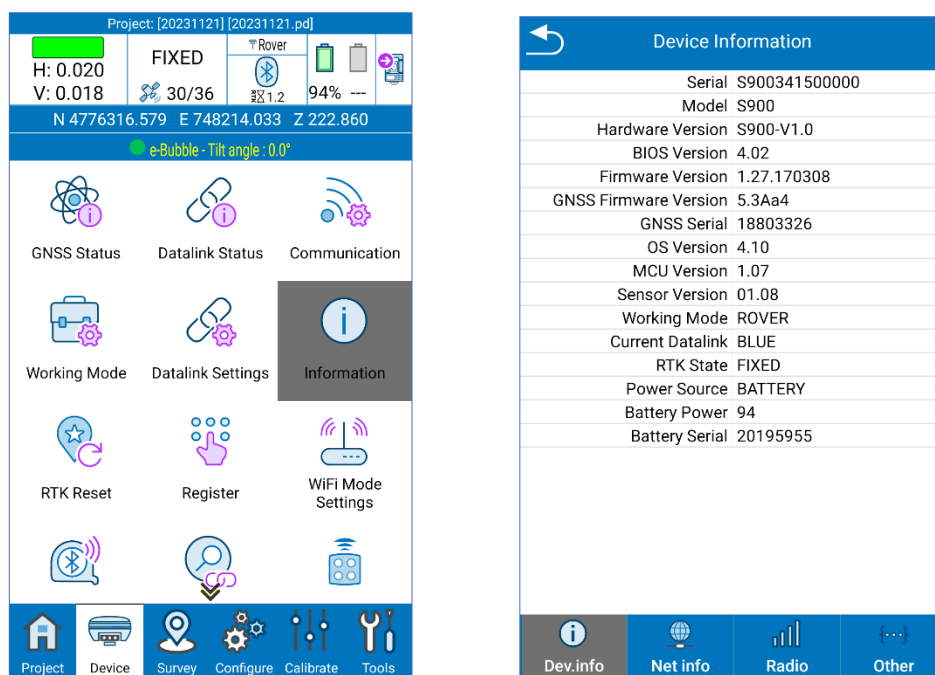 Project: [20231121] [20231121.pd]
H: 0.020
V: 0.018
FIXED
30/36
Rover
1.2
94% ---
N 4776316.579 E 748214.033 Z 222.860
e-Bubble - Tilt angle : 0.0°
GNSS Status Datalink Status Communication
Working Mode Datalink Settings Information
RTK Reset Register WiFi Mode
Settings
Project Device Survey Configure Calibrate Tools
Device Information
Serial S900341500000
Model S900
Hardware Version S900-V1.0
BIOS Version 4.02
Firmware Version 1.27.170308
GNSS Firmware Version 5.3Aa4
GNSS Serial 18803326
OS Version 4.10
MCU Version 1.07
Sensor Version 01.08
Working Mode ROVER
Current Datalink BLUE
RTK State FIXED
Power Source BATTERY
Battery Power 94
Battery Serial 20195955
Dev.info Net info Radio Other